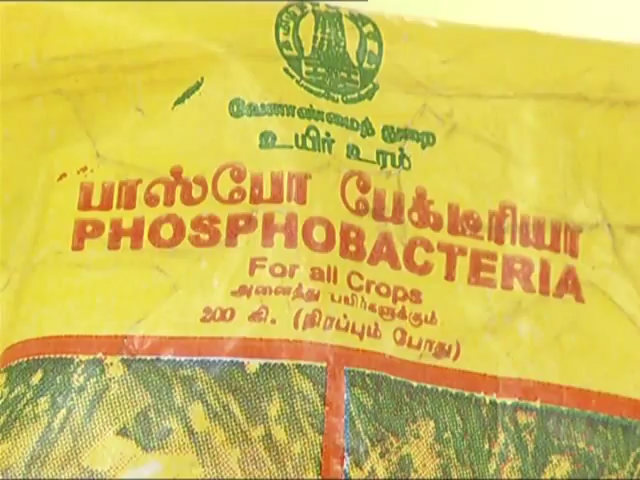 வேளாண்மைத் துறை
உயிர் உரம்
பாஸ்போ பேக்டீரியா
PHOSPHOBACTERIA
For all Crops
அனைத்து பயிர்களுக்கும்
200 கி. (நிரப்பும் போது)